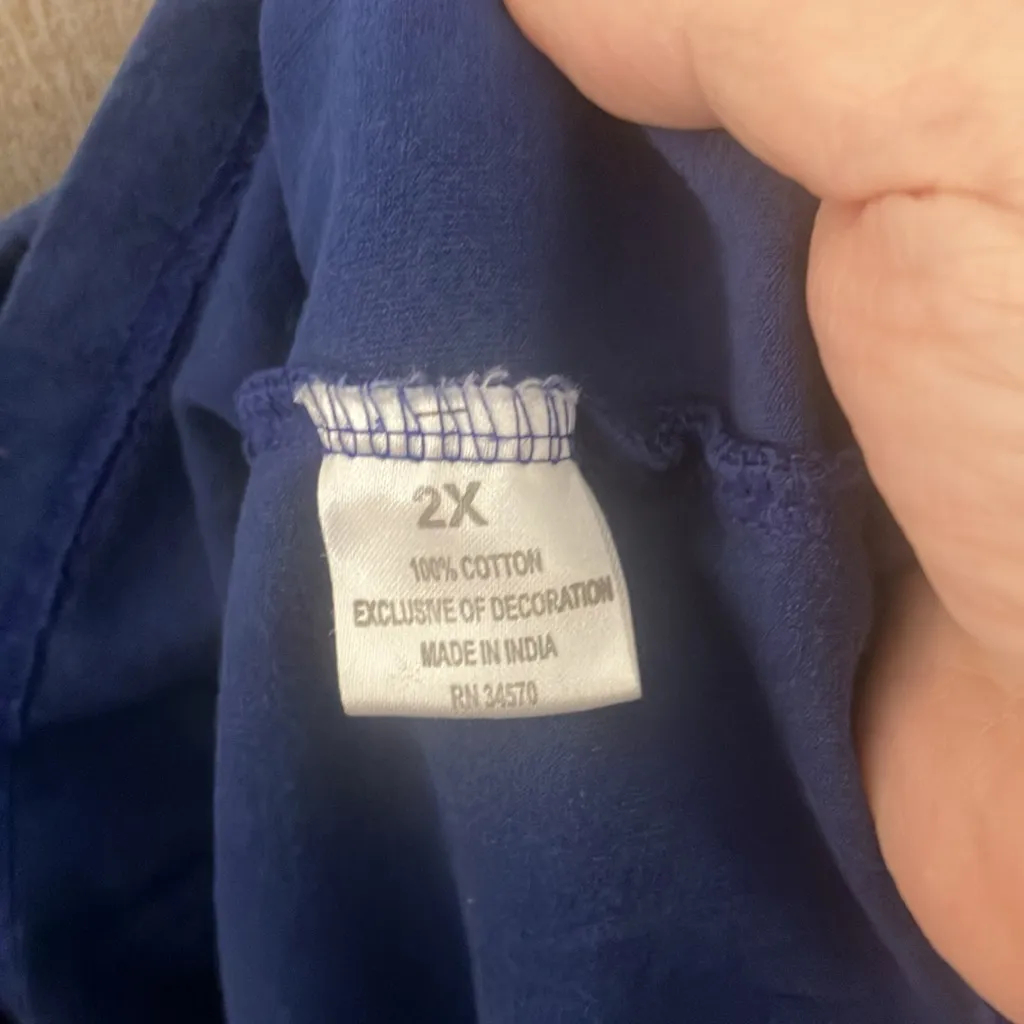 2X
100% COTTON
EXCLUSIVE OF DECORATION
MADE IN INDIA
RN 34570